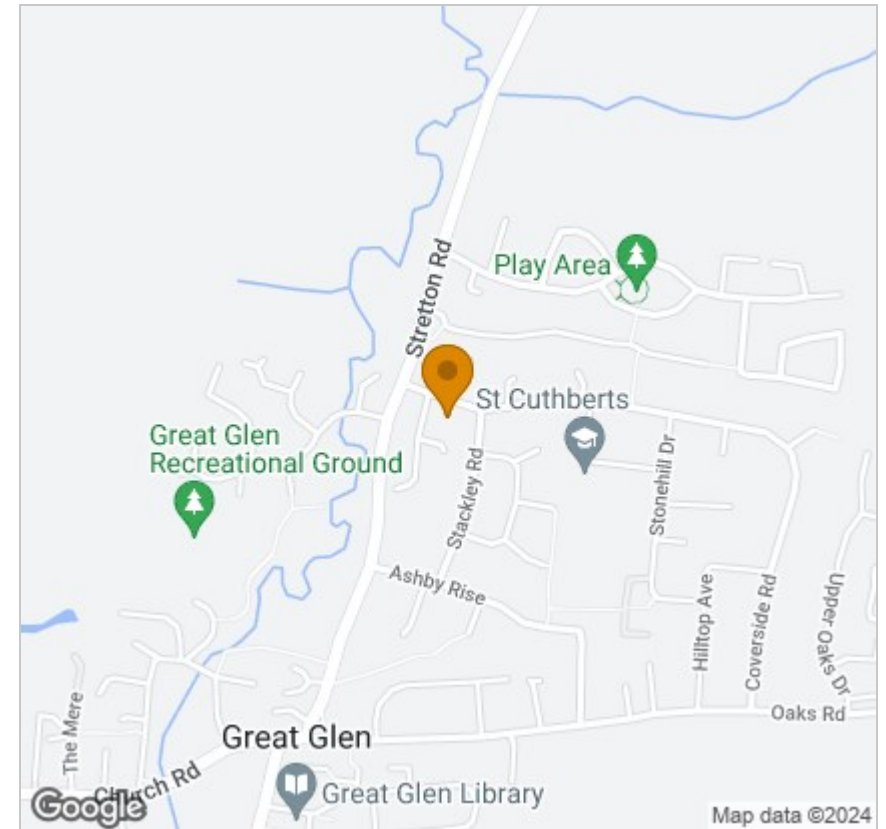 Stretton Rd
Play Area
St Cuthberts
Great Glen
Recreational Ground
Stackley Rd
Stonehill Dr
Ashby Rise
Hilltop Ave
Coverside Rd
Upper Oaks Dr
The Mere
Oaks Rd
Great Glen
Church Rd
Great Glen Library
Google
Map data ©2024